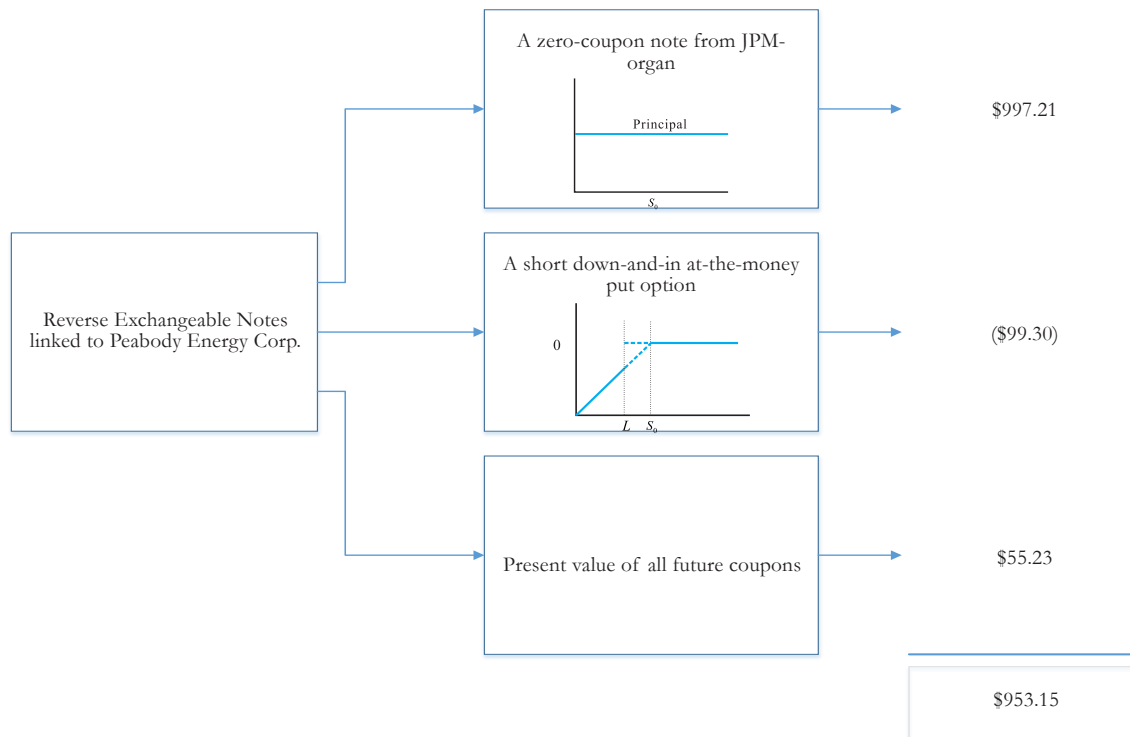 A zero-coupon note from JPM-
organ
Principal
S₀
$997.21
Reverse Exchangeable Notes
linked to Peabody Energy Corp.
A short down-and-in at-the-money
put option
0
L S₀
($99.30)
Present value of all future coupons
$55.23
$953.15